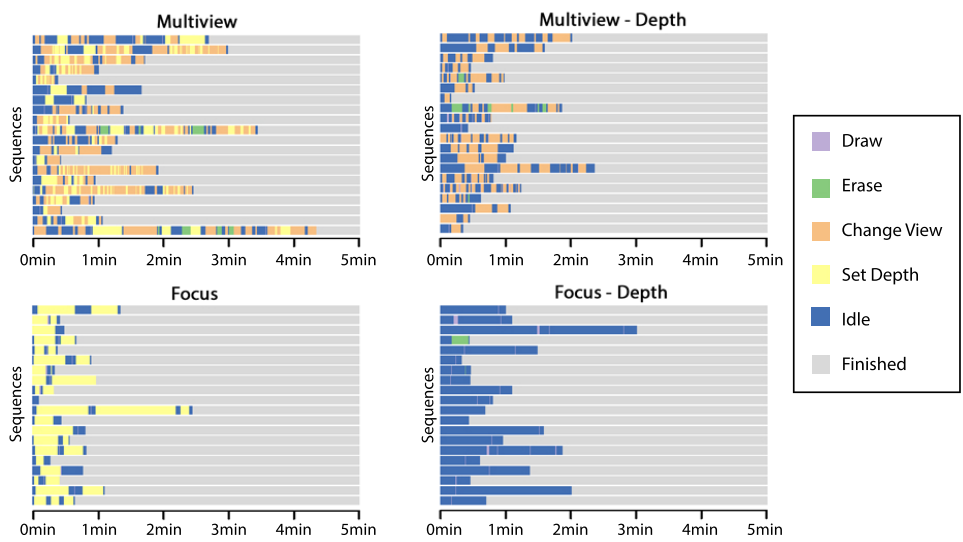 Multiview
Sequences
0min 1min 2min 3min 4min 5min
Multiview - Depth
Sequences
0min 1min 2min 3min 4min 5min
Focus
Sequences
0min 1min 2min 3min 4min 5min
Focus - Depth
Sequences
0min 1min 2min 3min 4min 5min
Draw
Erase
Change View
Set Depth
Idle
Finished